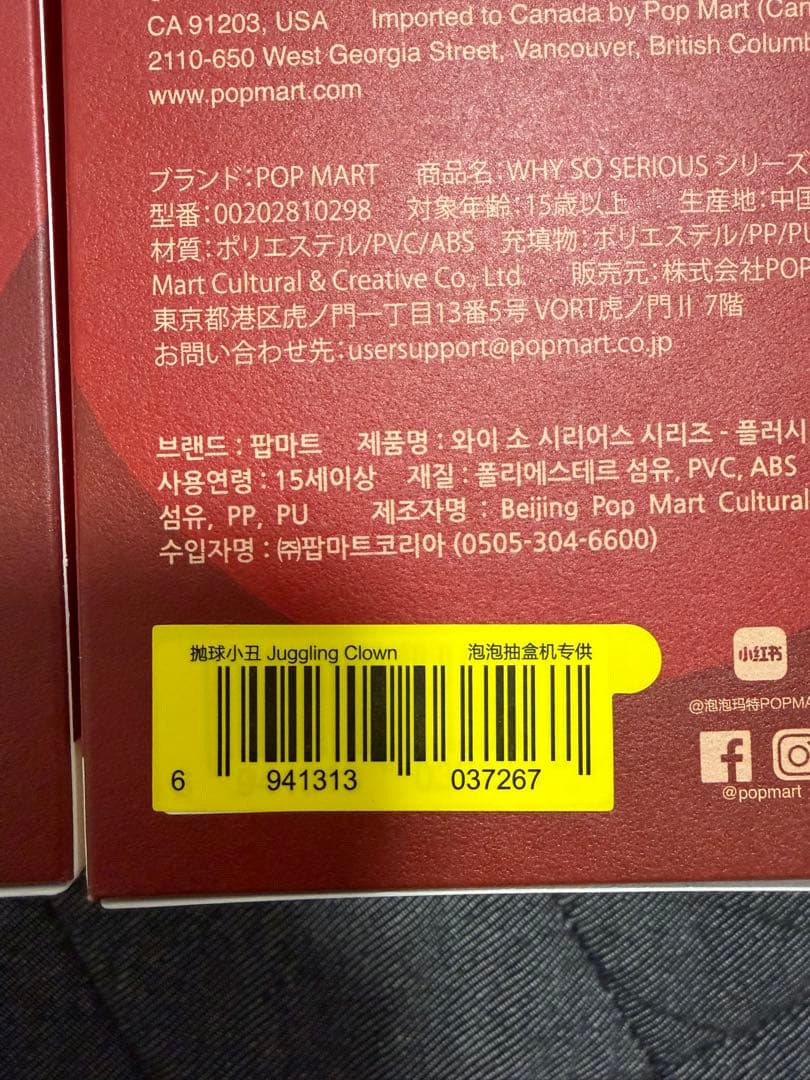 CA 91203, USA Imported to Canada by Pop Mart
2110-650 West Georgia Street, Vancouver, British
www.popmart.com
ブランド：POP MART 商品名：WHY SO SERIOUS シリーズ
型番：00202810298 対象年齢：15歳以上 生産地：中国
材質：ポリエステル/PVC/ABS 充填物：ポリエステル/PP/PU
Mart Cultural & Creative Co., Ltd. 販売元：株式会社POP
東京都港区虎ノ門一丁目13番5号 VORT虎ノ門Ⅱ 7階
お問い合わせ先：usersupport@popmart.co.jp
브랜드 : 팝마트 제품명 : 와이 소 시리어스 시리즈 - 플러시
사용연령 : 15세이상 재질 : 폴리에스테르 섬유, PVC, ABS
섬유, PP, PU 제조자명 : Beijing Pop Mart Cultural
수입자명 : ㈜팝마트코리아 (0505-304-6600)
抛球小丑 Juggling Clown 泡泡抽盒机专供
6 941313 037267
小红书
@泡泡玛特POPMA
@popmart